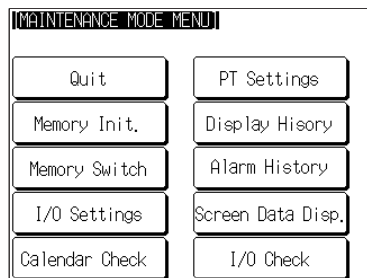 [MAINTENANCE MODE MENU]
Quit
PT Settings
Memory Init.
Display Hisory
Memory Switch
Alarm History
I/O Settings
Screen Data Disp.
Calendar Check
I/O Check